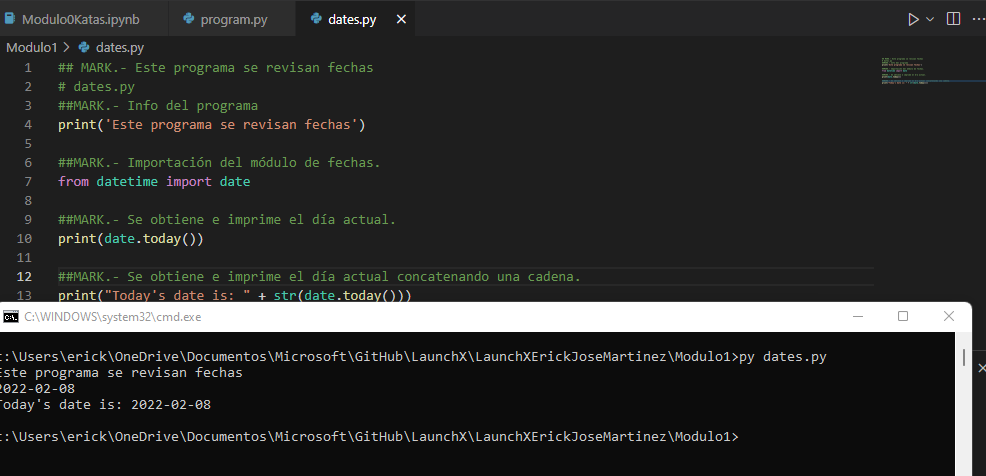 Modulo0Katas.ipynb program.py dates.py
Modulo1 > dates.py
1 ## MARK.- Este programa se revisan fechas
2 # dates.py
3 ##MARK.- Info del programa
4 print('Este programa se revisan fechas')
5
6 ##MARK.- Importación del módulo de fechas.
7 from datetime import date
8
9 ##MARK.- Se obtiene e imprime el día actual.
10 print(date.today())
11
12 ##MARK.- Se obtiene e imprime el día actual concatenando una cadena.
13 print("Today's date is: " + str(date.today()))
C:\WINDOWS\system32\cmd.exe
:\Users\erick\OneDrive\Documentos\Microsoft\GitHub\LaunchX\LaunchXErickJoseMartinez\Modulo1>py dates.py
Este programa se revisan fechas
2022-02-08
Today's date is: 2022-02-08
:\Users\erick\OneDrive\Documentos\Microsoft\GitHub\LaunchX\LaunchXErickJoseMartinez\Modulo1>